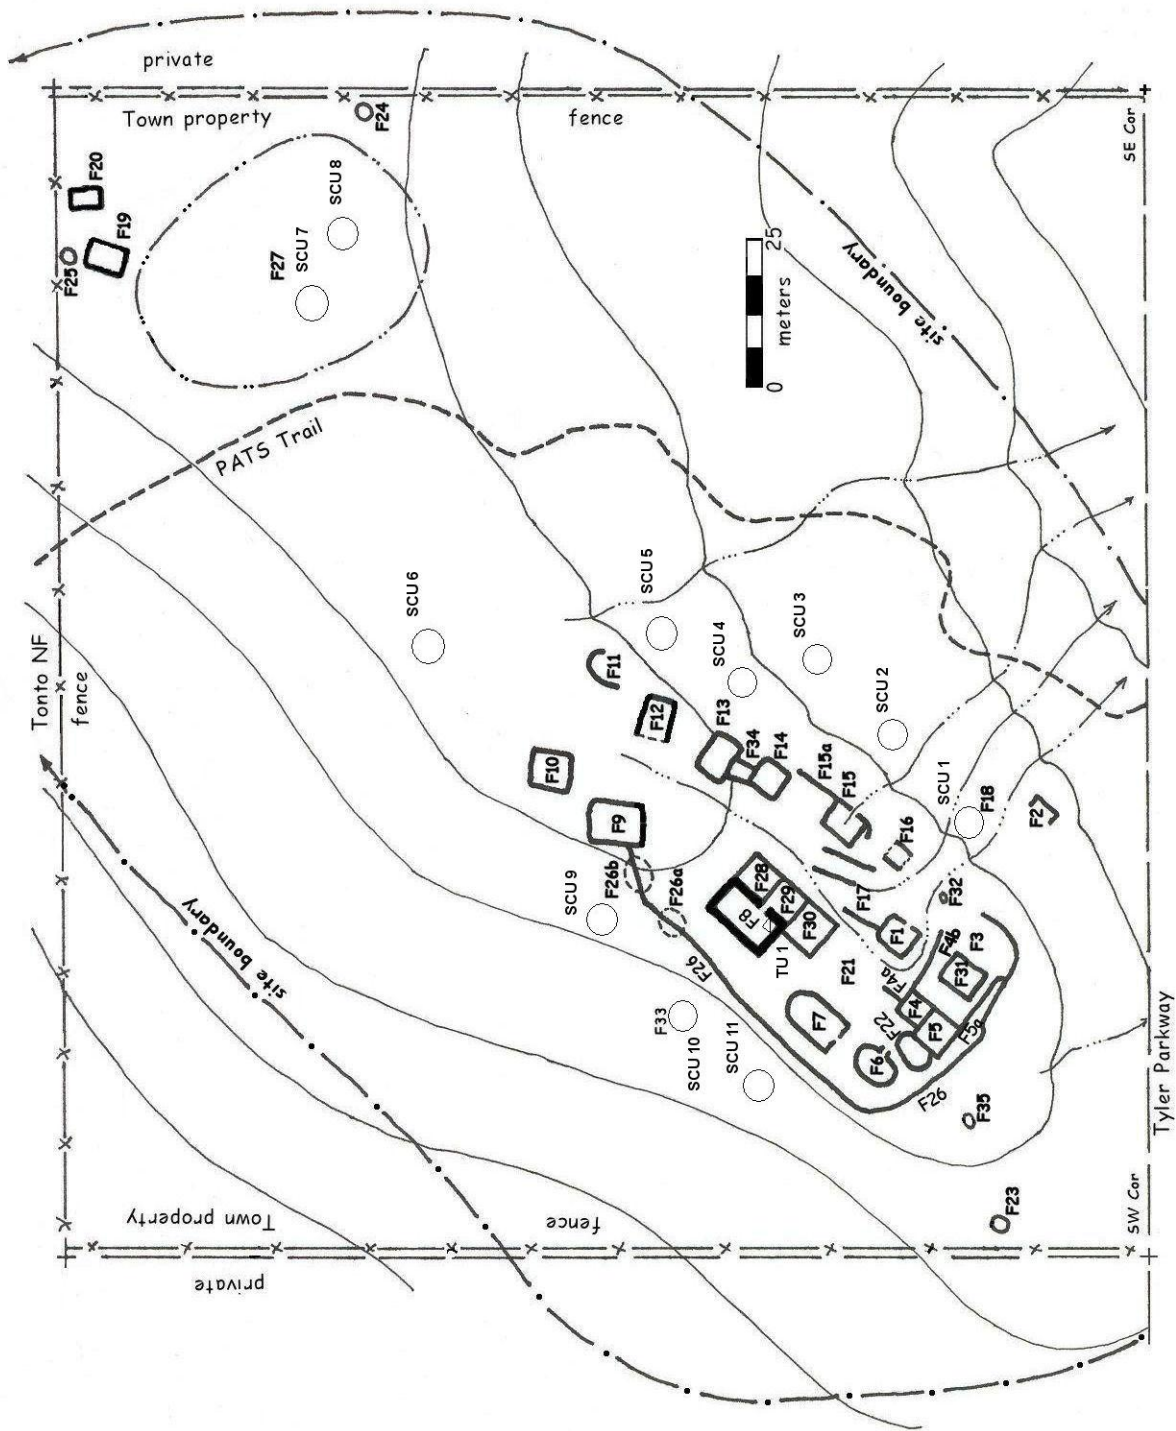 private
Town property
fence
F24
F20
F19
F25
SCU 8
SCU 7
F27
PATS Trail
25
meters
0
site boundary
SE Cor
Tonto NF
fence
SCU 6
SCU 5
SCU 4
SCU 3
SCU 2
SCU 1
F11
F12
F10
F13
F34
F14
F15a
F15
F9
F16
F18
F2
SCU 9
F26b
F26a
F28
F29
F8
F30
TU 1
F17
F32
F1
F26
F21
F4a
F4b
F3
F31
F4
F22
F5
F5a
F7
F6
F33
SCU 10
SCU 11
F26
F35
F23
site boundary
Town property
fence
private
SW Cor
Tyler Parkway